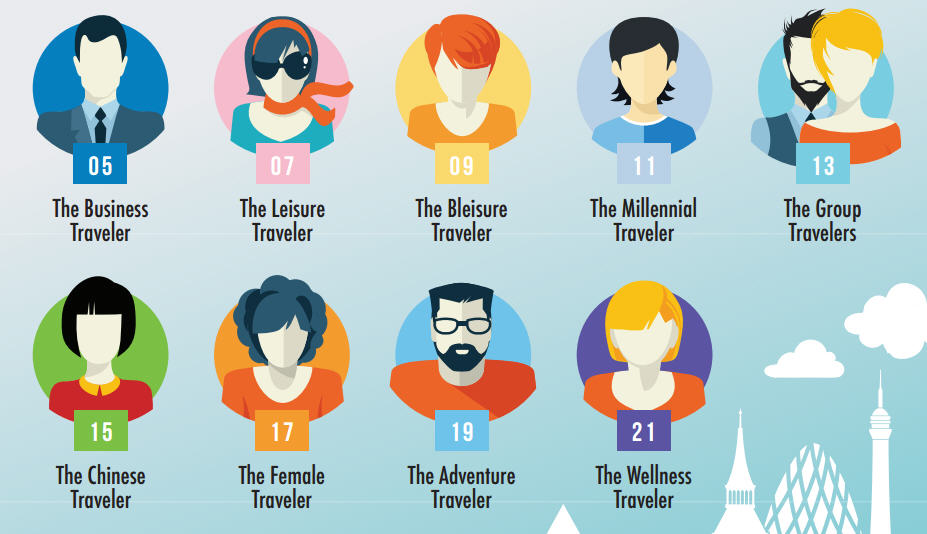 05
07
09
11
13
The Business
Traveler
The Leisure
Traveler
The Bleisure
Traveler
The Millennial
Traveler
The Group
Travelers
15
17
19
21
The Chinese
Traveler
The Female
Traveler
The Adventure
Traveler
The Wellness
Traveler